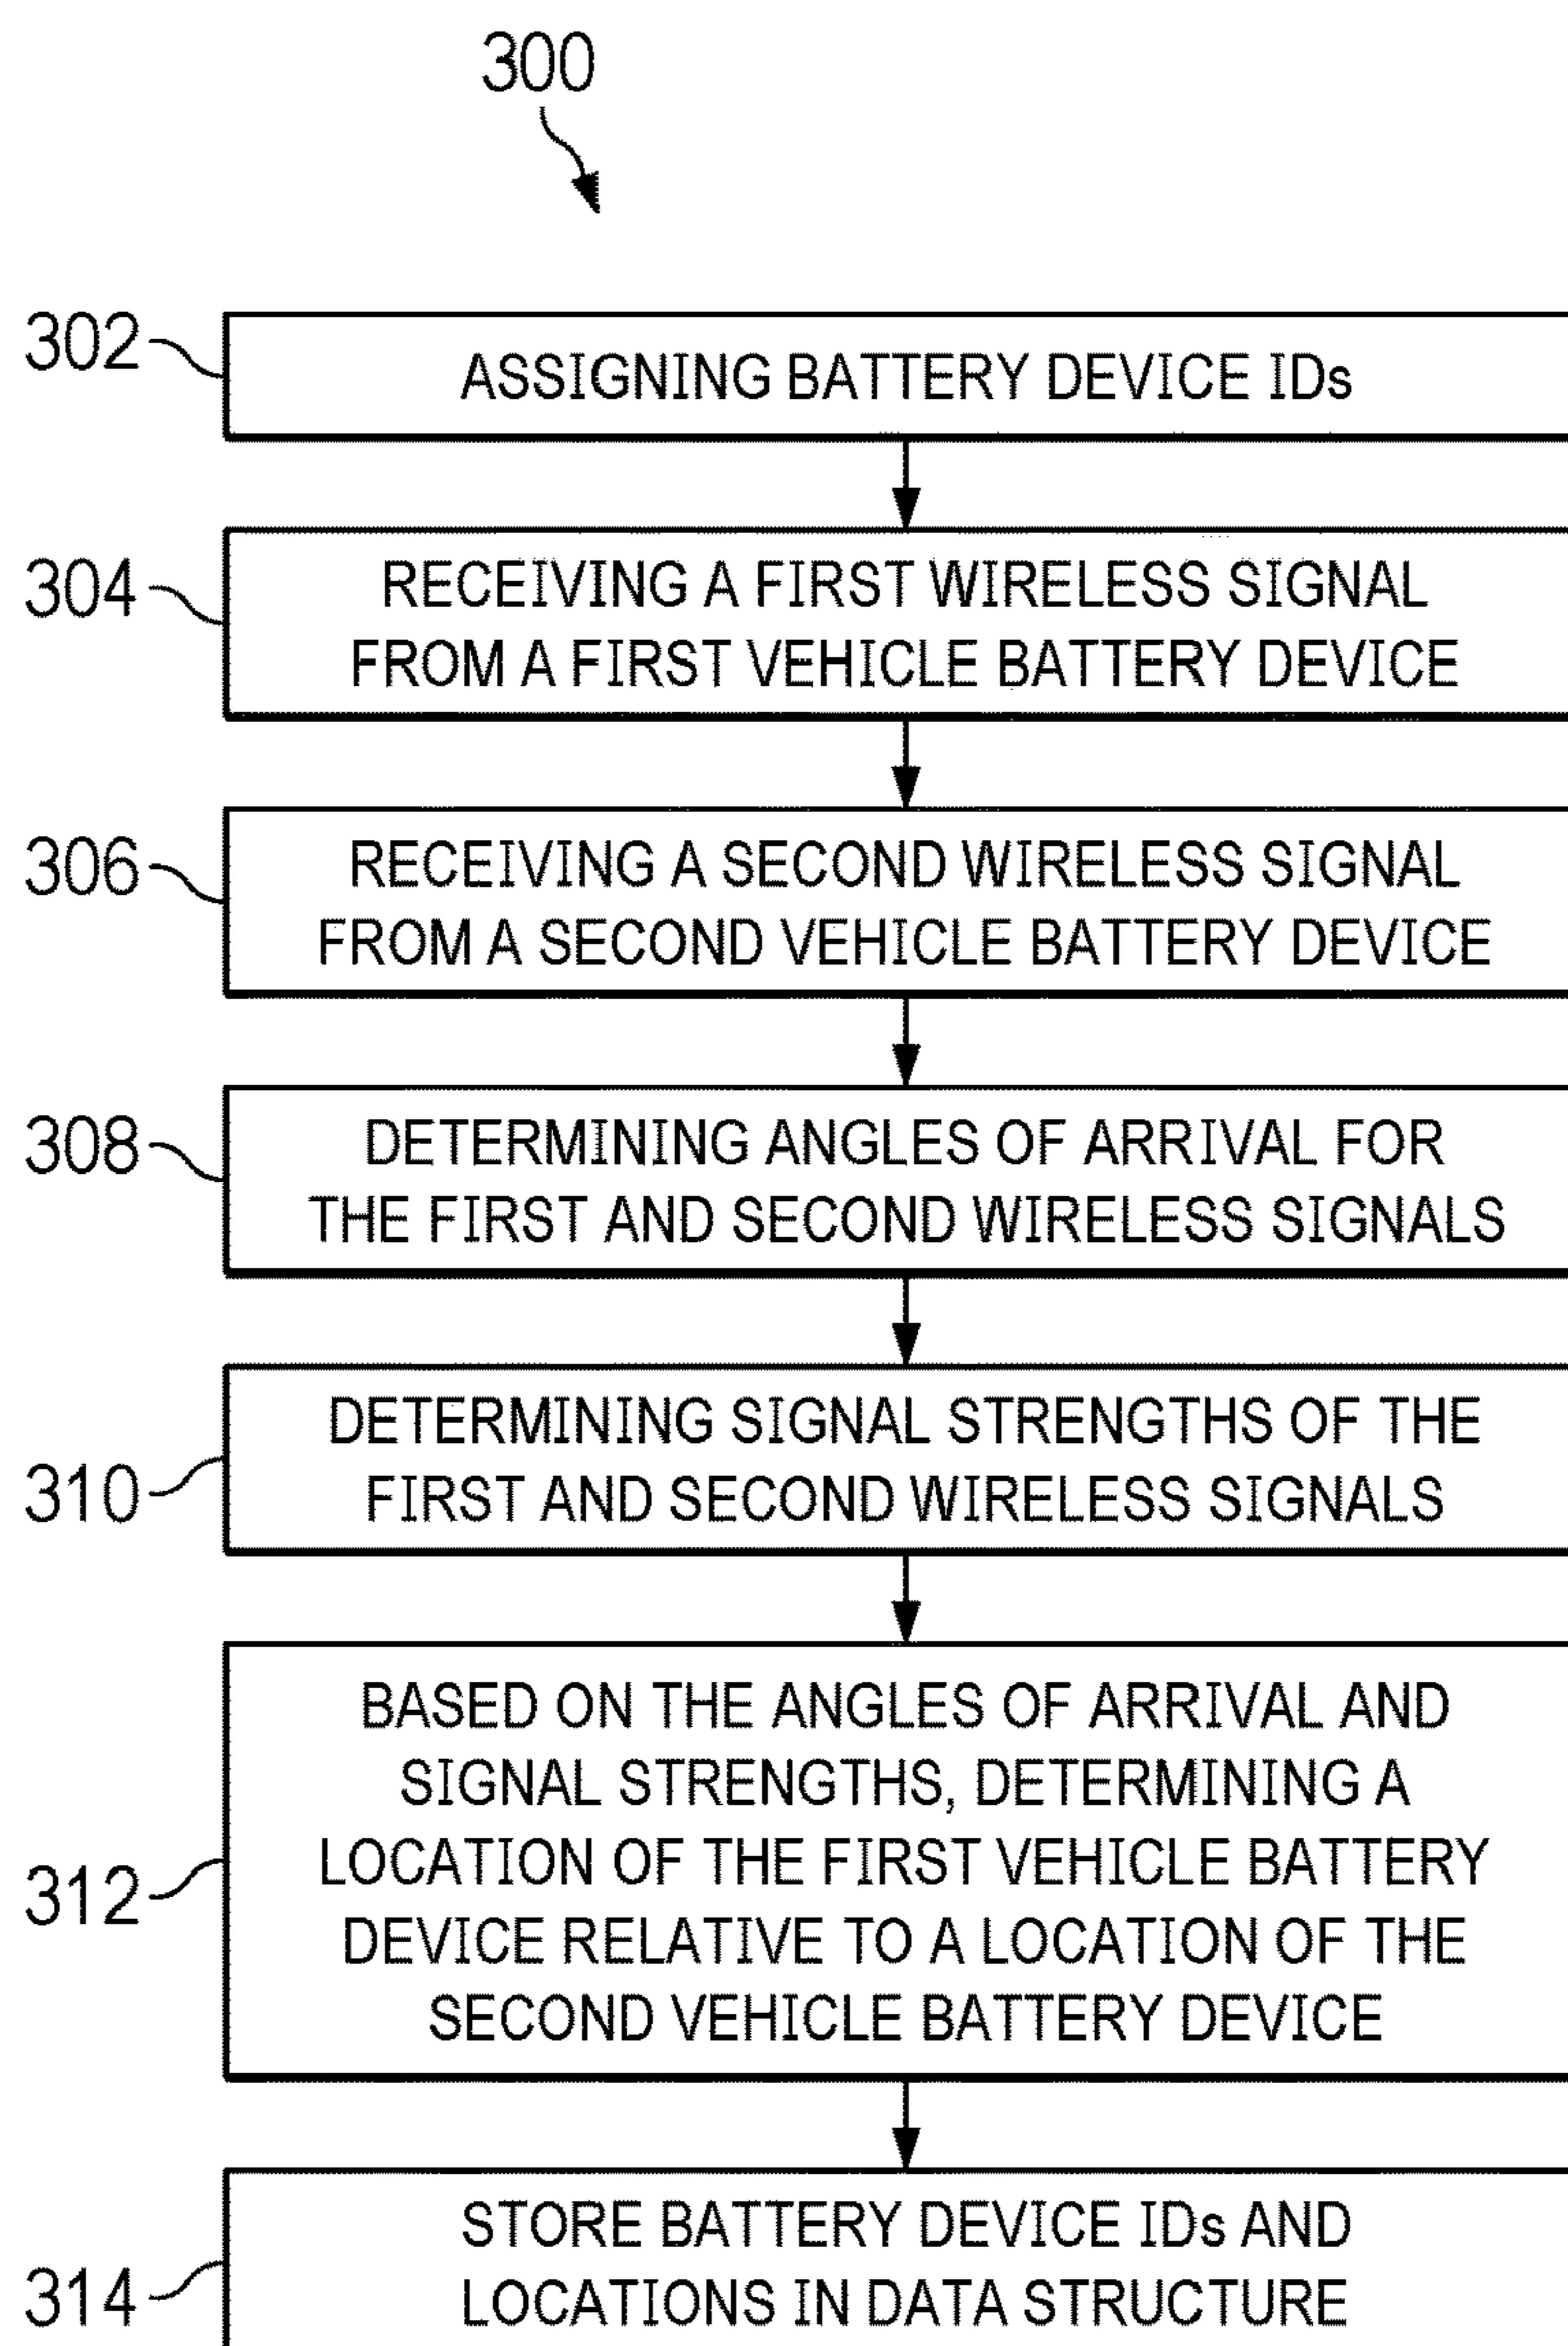 300
302
ASSIGNING BATTERY DEVICE IDs
304
RECEIVING A FIRST WIRELESS SIGNAL
FROM A FIRST VEHICLE BATTERY DEVICE
306
RECEIVING A SECOND WIRELESS SIGNAL
FROM A SECOND VEHICLE BATTERY DEVICE
308
DETERMINING ANGLES OF ARRIVAL FOR
THE FIRST AND SECOND WIRELESS SIGNALS
310
DETERMINING SIGNAL STRENGTHS OF THE
FIRST AND SECOND WIRELESS SIGNALS
312
BASED ON THE ANGLES OF ARRIVAL AND
SIGNAL STRENGTHS, DETERMINING A
LOCATION OF THE FIRST VEHICLE BATTERY
DEVICE RELATIVE TO A LOCATION OF THE
SECOND VEHICLE BATTERY DEVICE
314
STORE BATTERY DEVICE IDs AND
LOCATIONS IN DATA STRUCTURE